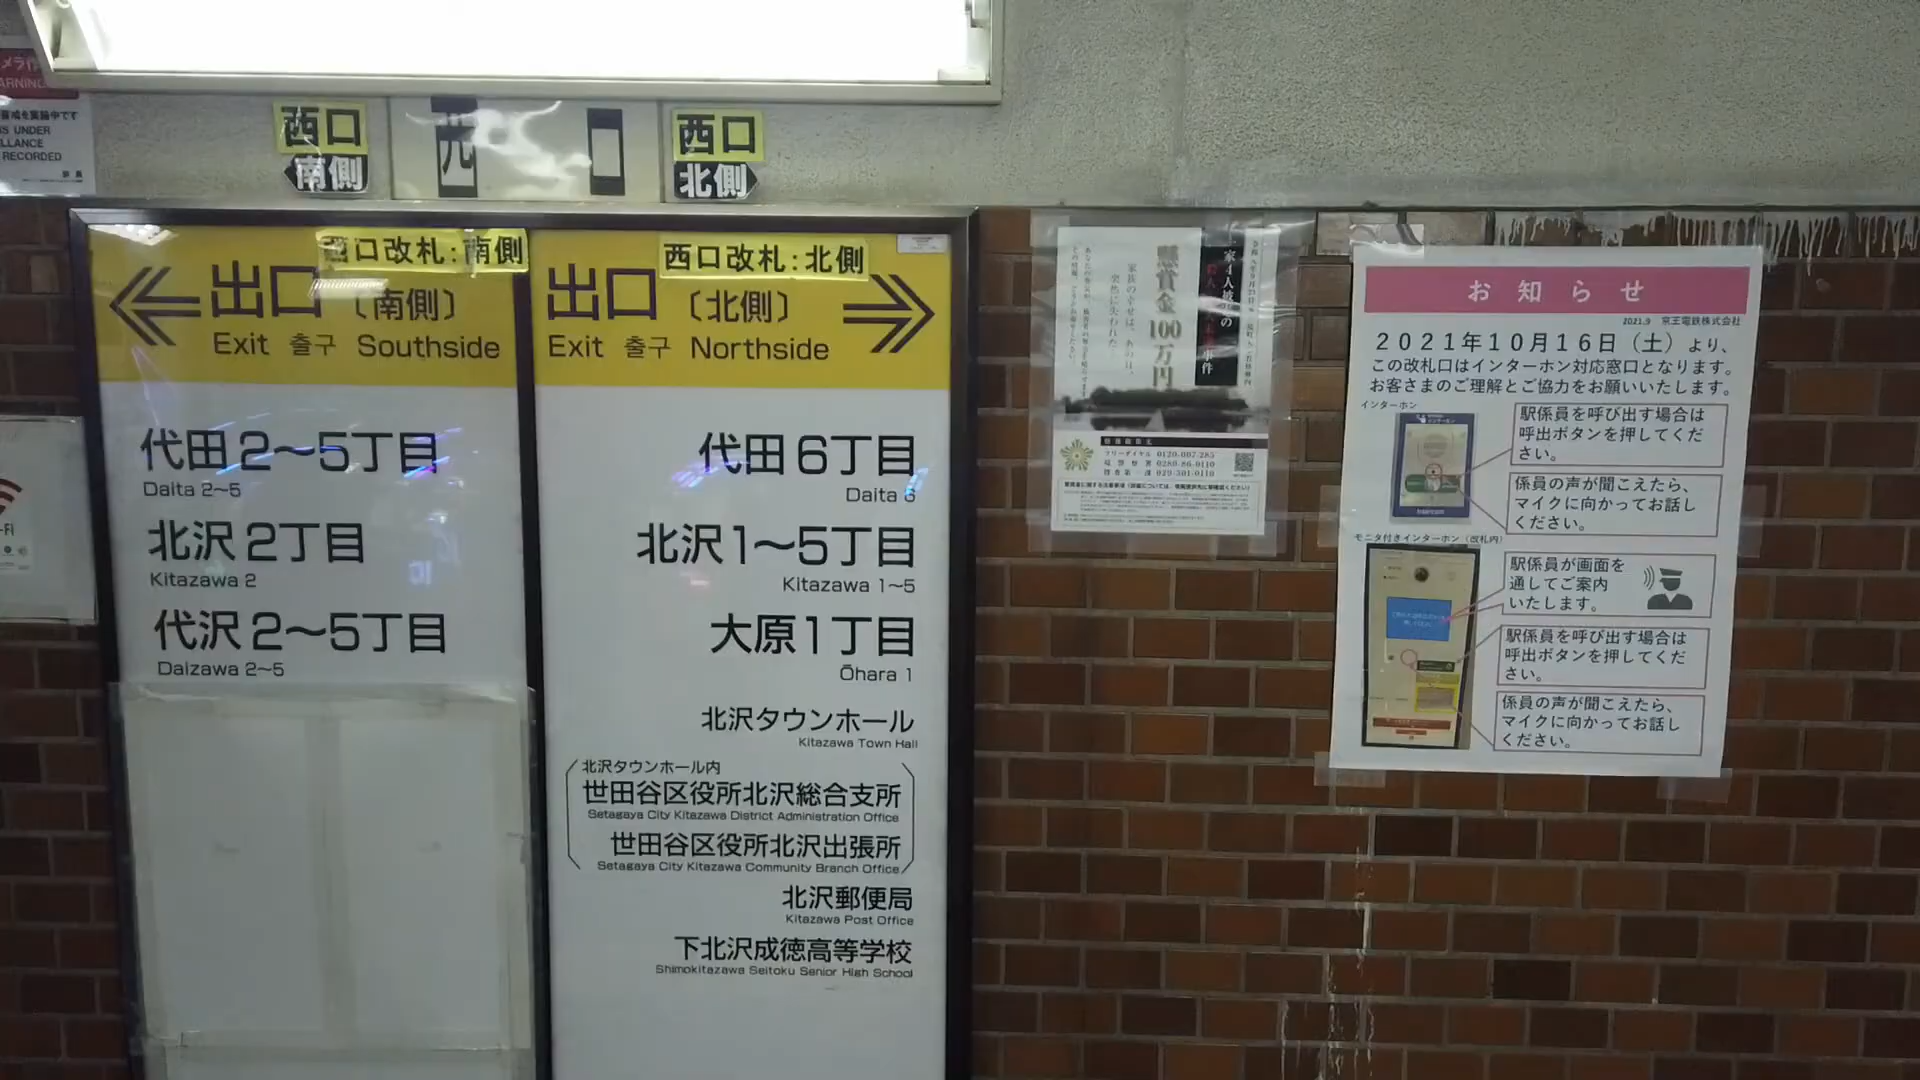 ARNING
S UNDER
LLANCE
RECORDED
西口
南側
西口
西口
北側
西口改札:南側
出口〔南側〕
Exit 출구 Southside
代田2〜5丁目
Daita 2〜5
北沢2丁目
Kitazawa 2
代沢2〜5丁目
Daizawa 2〜5
西口改札:北側
出口〔北側〕
Exit 출구 Northside
代田6丁目
Daita 6
北沢1〜5丁目
Kitazawa 1〜5
大原1丁目
Ōhara 1
北沢タウンホール
Kitazawa Town Hall
北沢タウンホール内
世田谷区役所北沢総合支所
Setagaya City Kitazawa District Administration Office
世田谷区役所北沢出張所
Setagaya City Kitazawa Community Branch Office
北沢郵便局
Kitazawa Post Office
下北沢成徳高等学校
Shimokitazawa Seitoku Senior High School
懸賞金100万円
お知らせ
2021.9 京王電鉄株式会社
2021年10月16日(土)より、
この改札口はインターホン対応窓口となります。
お客さまのご理解とご協力をお願いいたします。
インターホン
駅係員を呼び出す場合は
呼出ボタンを押してくだ
さい。
係員の声が聞こえたら、
マイクに向かってお話し
ください。
モニタ付きインターホン(改札内)
駅係員が画面を
通してご案内
いたします。
駅係員を呼び出す場合は
呼出ボタンを押してくだ
さい。
係員の声が聞こえたら、
マイクに向かってお話し
ください。